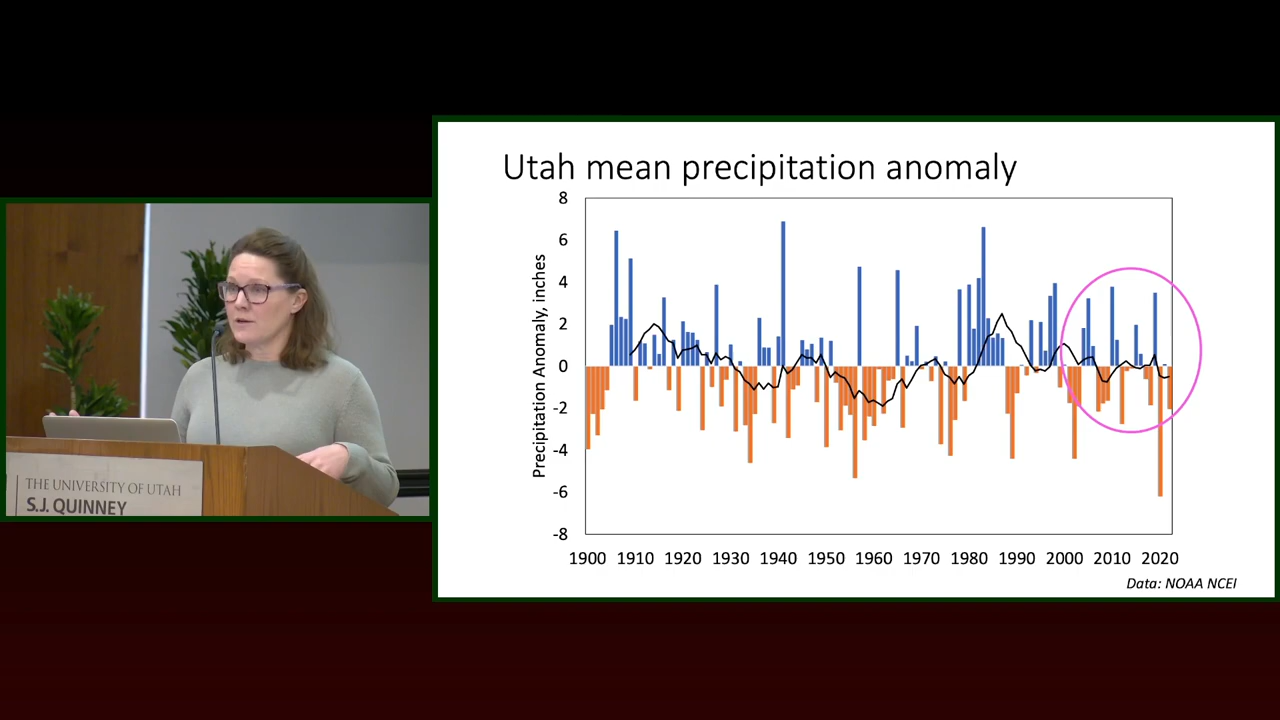 Utah mean precipitation anomaly
8
6
4
2
0
-2
-4
-6
-8
Precipitation Anomaly, inches
1900 1910 1920 1930 1940 1950 1960 1970 1980 1990 2000 2010 2020
Data: NOAA NCEI
THE UNIVERSITY OF UTAH
S.J. QUINNEY